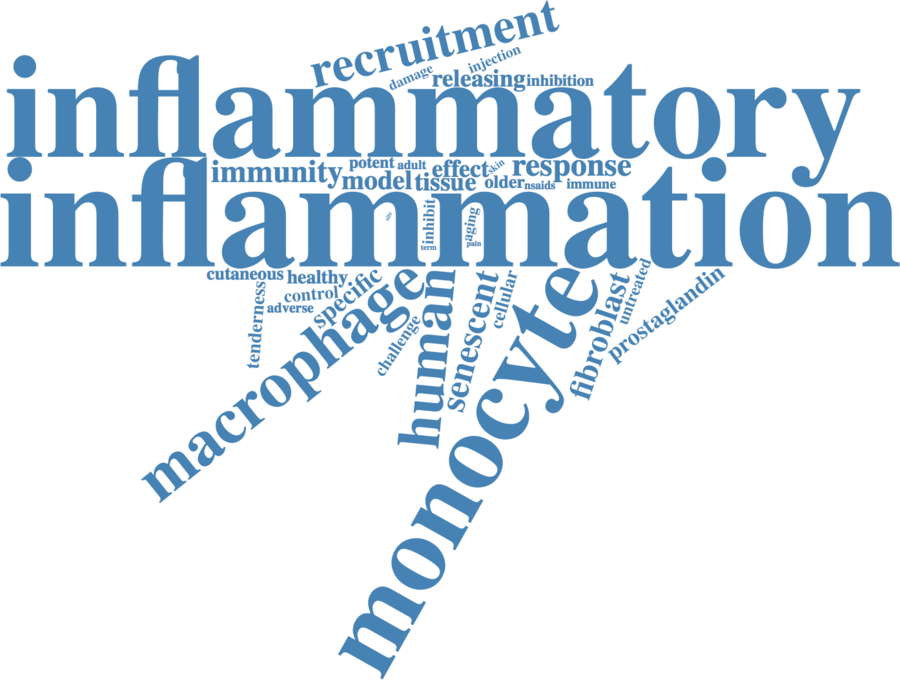 recruitment
injection
damage
releasing
inhibition
inflammatory
immunity
potent
adult
effect
skin
response
model
tissue
older
nsaids
immune
inflammation
inhibit
term
aging
pain
cutaneous
healthy
control
adverse
tenderness
specific
macrophage
challenge
human
senescent
cellular
monocyte
fibroblast
untreated
prostaglandin